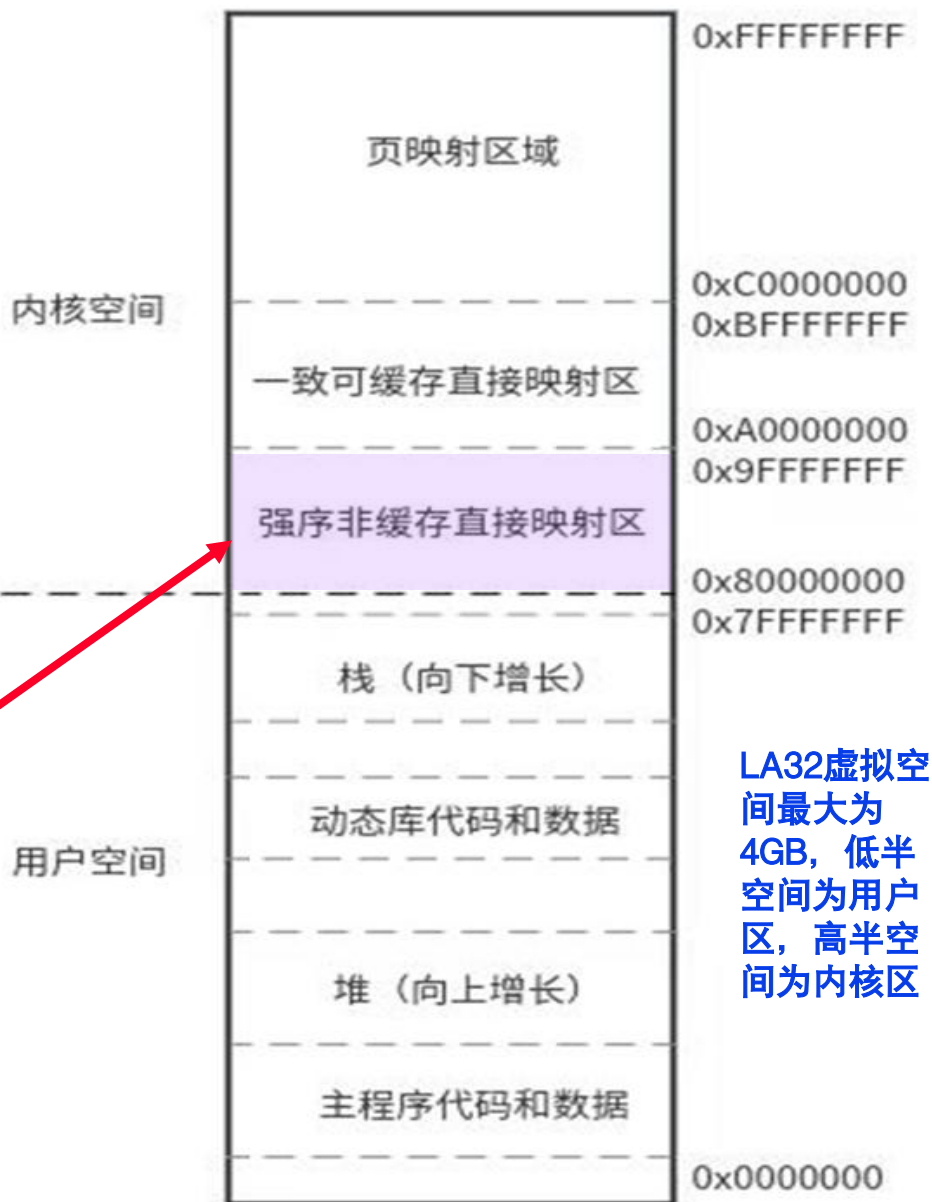 0xFFFFFFFF
页映射区域
0xC0000000
内核空间
0xBFFFFFFF
一致可缓存直接映射区
0xA0000000
0x9FFFFFFF
强序非缓存直接映射区
0x80000000
0x7FFFFFFF
栈（向下增长）
LA32虚拟空
间最大为
4GB，低半
空间为用户
区，高半空
间为内核区
动态库代码和数据
用户空间
堆（向上增长）
主程序代码和数据
0x0000000